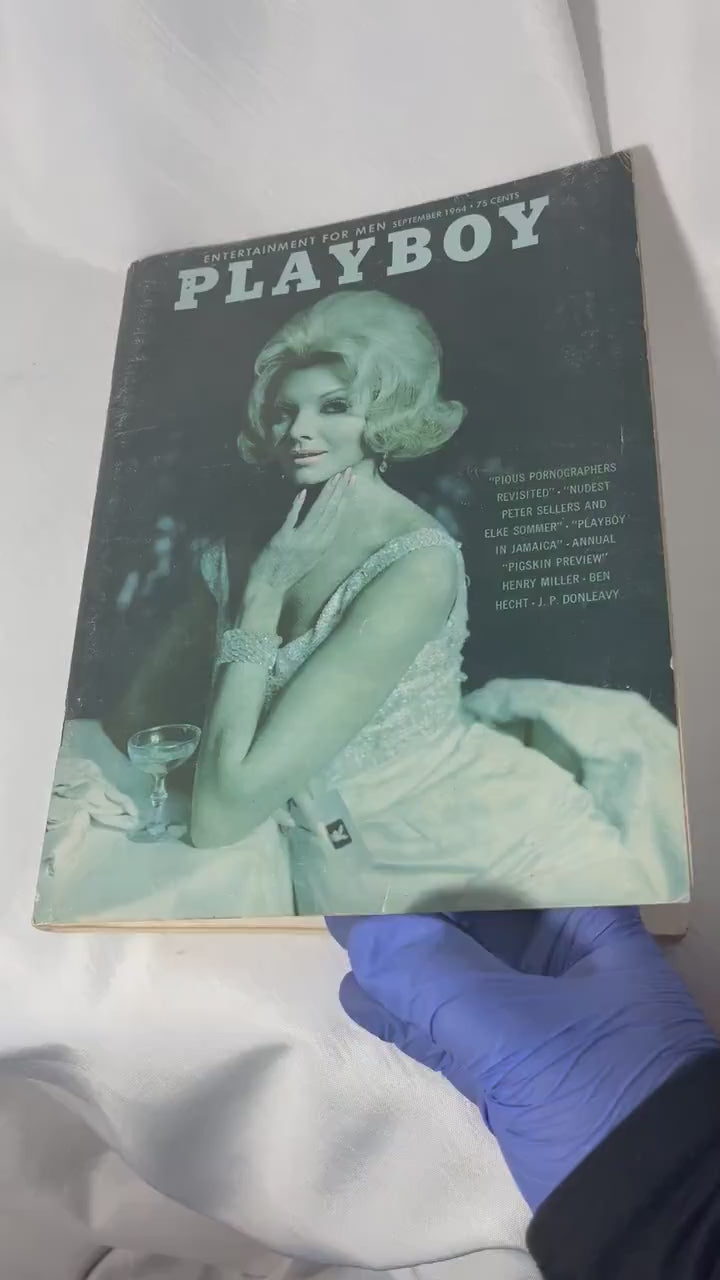 ENTERTAINMENT FOR MEN SEPTEMBER 1964 • 75 CENTS
PLAYBOY
"PIOUS PORNOGRAPHERS
REVISITED" • "NUDEST
PETER SELLERS AND
ELKE SOMMER" • "PLAYBOY
IN JAMAICA" • ANNUAL
"PIGSKIN PREVIEW"
HENRY MILLER • BEN
HECHT • J. P. DONLEAVY